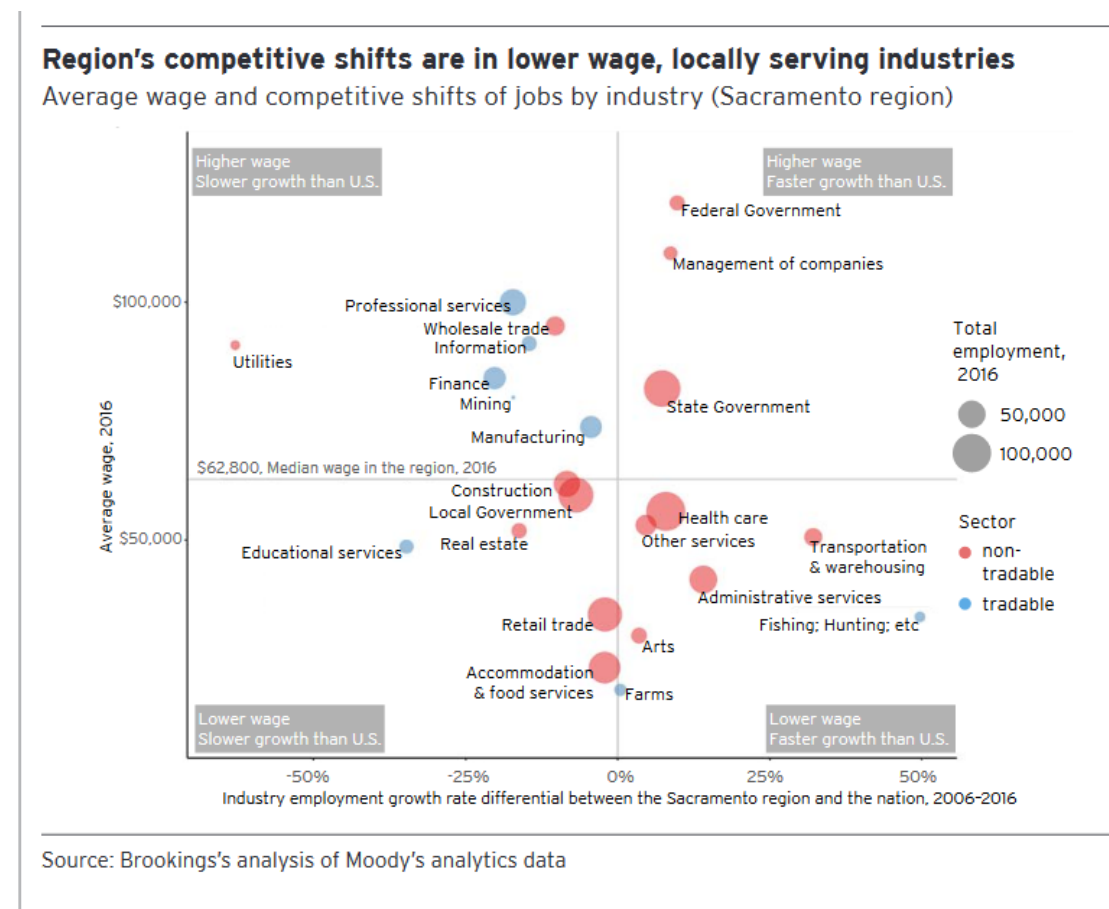 Region's competitive shifts are in lower wage, locally serving industries
Average wage and competitive shifts of jobs by industry (Sacramento region)
Higher wage
Slower growth than U.S.
Higher wage
Faster growth than U.S.
Federal Government
Management of companies
$100,000
Professional services
Wholesale trade
Information
Utilities
Finance
Mining
State Government
Manufacturing
Total
employment,
2016
50,000
100,000
Average wage, 2016
$62,800, Median wage in the region, 2016
Construction
Local Government
Health care
Other services
$50,000
Real estate
Educational services
Transportation
& warehousing
Sector
non-
tradable
tradable
Administrative services
Retail trade
Fishing; Hunting; etc
Arts
Accommodation
& food services
Farms
Lower wage
Slower growth than U.S.
Lower wage
Faster growth than U.S.
-50%
-25%
0%
25%
50%
Industry employment growth rate differential between the Sacramento region and the nation, 2006-2016
Source: Brookings's analysis of Moody's analytics data